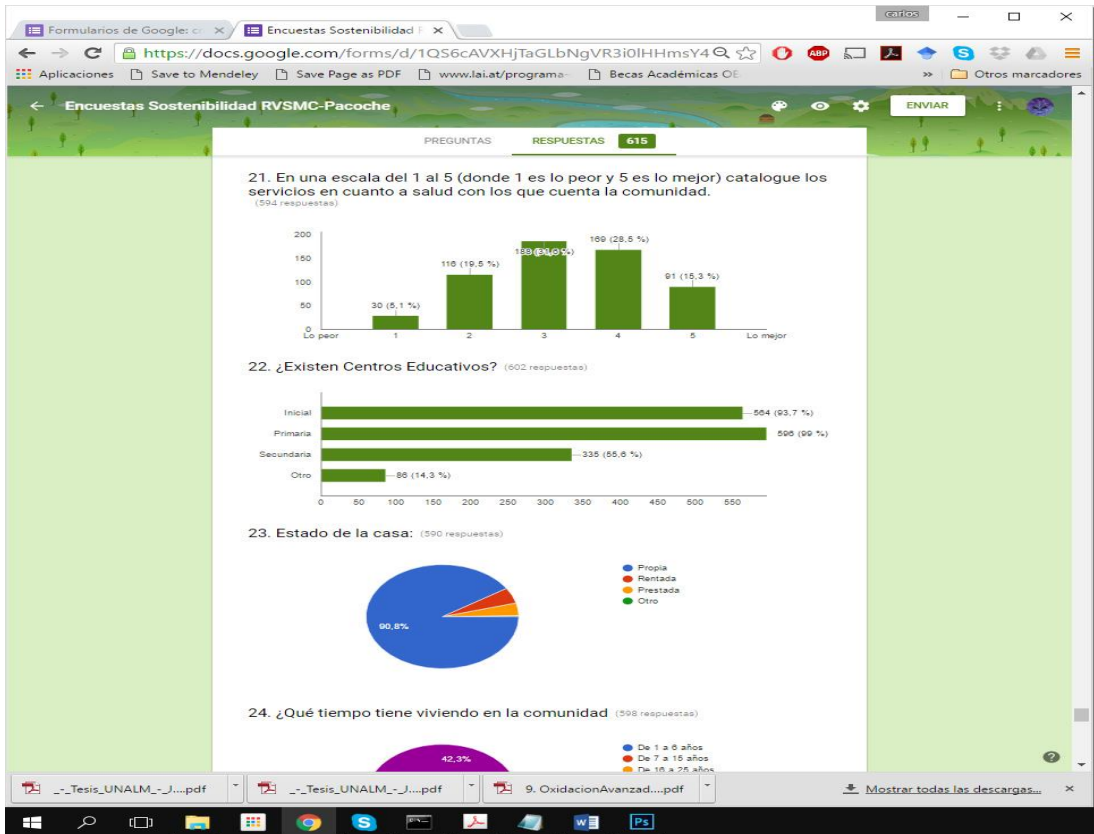 carlos
Formularios de Google: c
Encuestas Sostenibilidad
https://docs.google.com/forms/d/1QS6cAVXHjTaGLbNgVR3i0lHHmsY4
Aplicaciones Save to Mendeley Save Page as PDF www.lai.at/programa- Becas Académicas OE » Otros marcadores
Encuestas Sostenibilidad RVSMC-Pacoche
ENVIAR
PREGUNTAS RESPUESTAS 615
21. En una escala del 1 al 5 (donde 1 es lo peor y 5 es lo mejor) catalogue los
servicios en cuanto a salud con los que cuenta la comunidad.
(594 respuestas)
200
150
100
50
0
30 (5,1 %)
116 (19,5 %)
169 (28,5 %)
91 (15,3 %)
Lo peor 1 2 3 4 5 Lo mejor
22. ¿Existen Centros Educativos? (602 respuestas)
Inicial 564 (93,7 %)
Primaria 596 (99 %)
Secundaria 335 (55,6 %)
Otro 86 (14,3 %)
0 50 100 150 200 250 300 350 400 450 500 550
23. Estado de la casa: (590 respuestas)
90,8%
Propia
Rentada
Prestada
Otro
24. ¿Qué tiempo tiene viviendo en la comunidad (598 respuestas)
42,3%
De 1 a 6 años
De 7 a 15 años
De 16 a 25 años
_-_Tesis_UNALM_-_J....pdf
_-_Tesis_UNALM_-_J....pdf
9. OxidacionAvanzad....pdf
Mostrar todas las descargas...